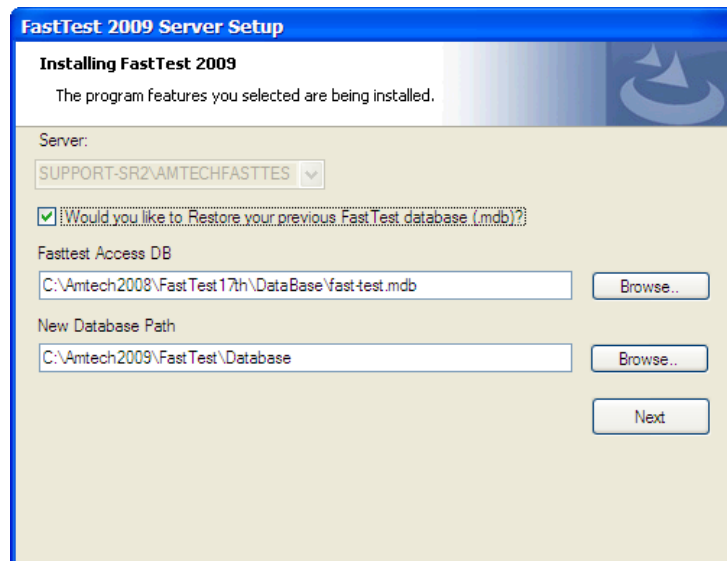 FastTest 2009 Server Setup
Installing FastTest 2009
The program features you selected are being installed.
Server:
SUPPORT-SR2\AMTECHFASTTES
Would you like to Restore your previous FastTest database (.mdb)?
Fasttest Access DB
C:\Amtech2008\FastTest17th\DataBase\fast-test.mdb
Browse..
New Database Path
C:\Amtech2009\FastTest\Database
Browse..
Next